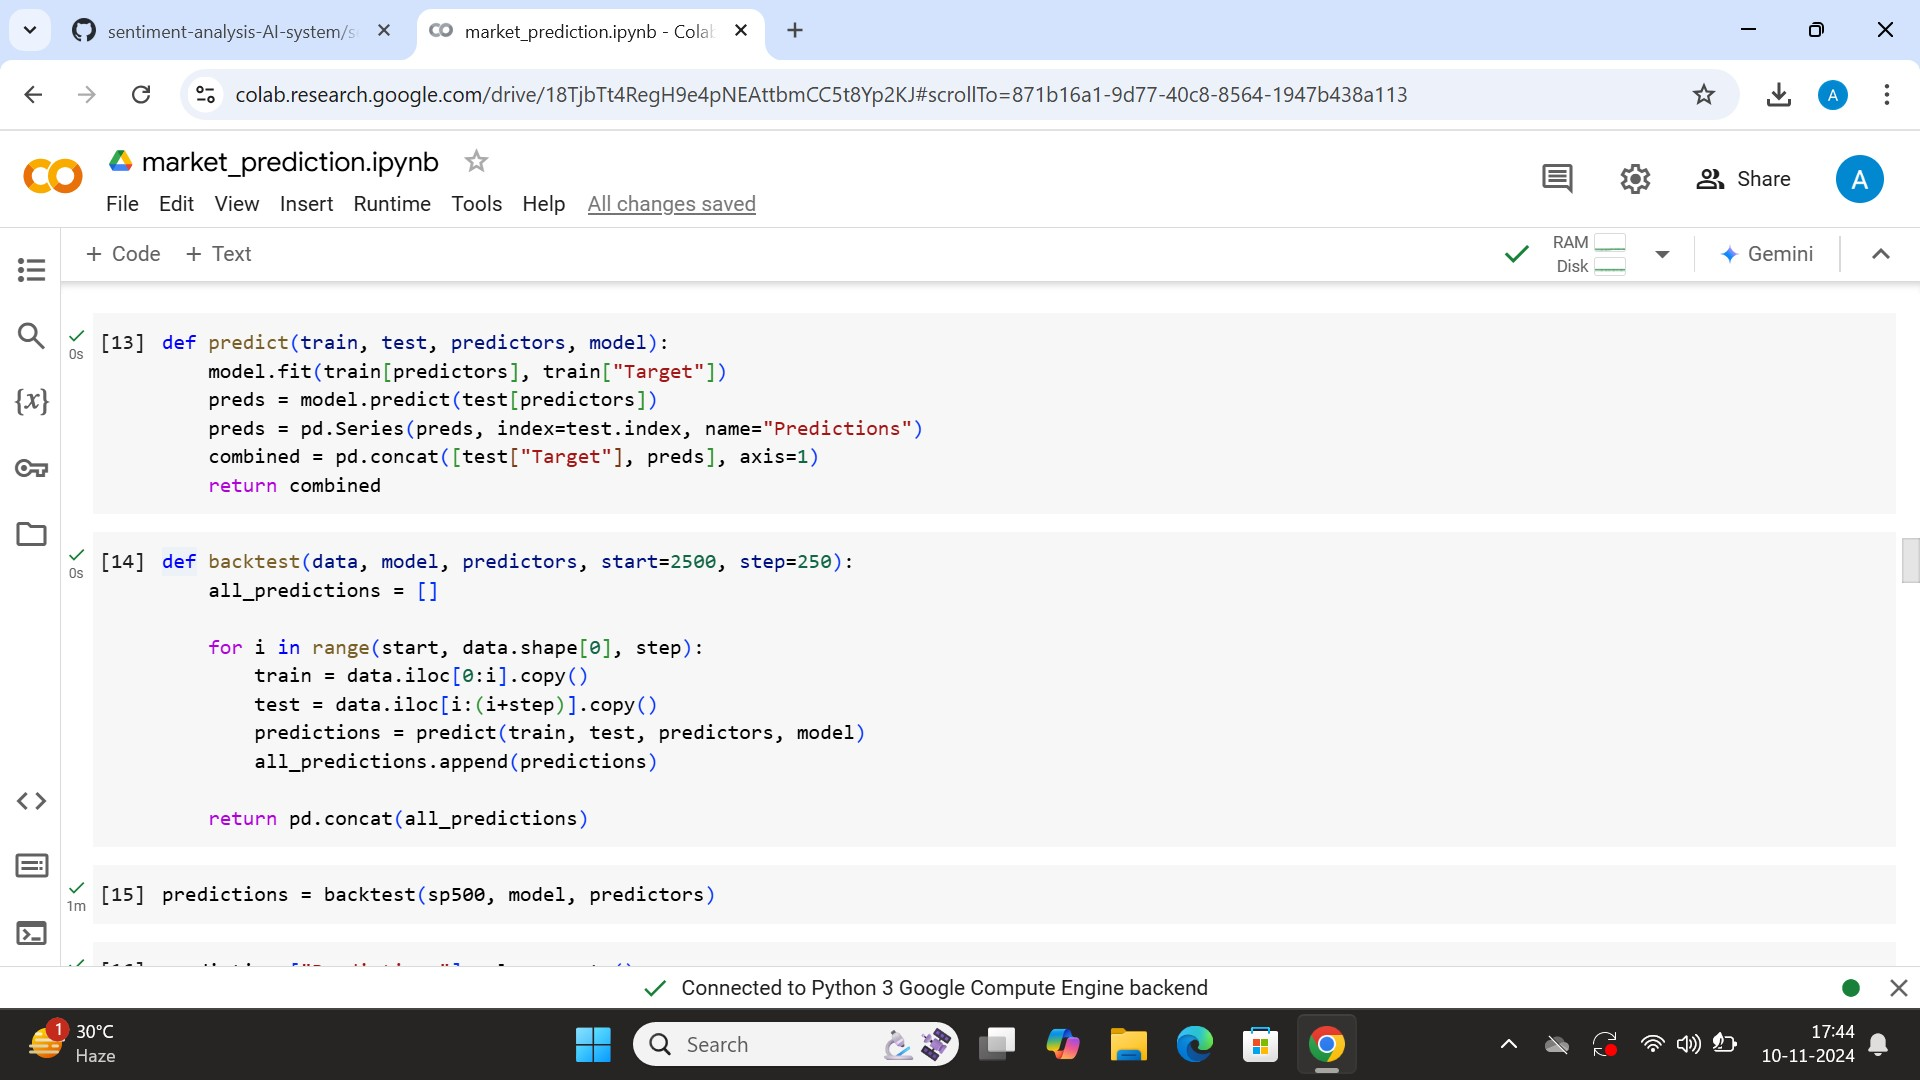 sentiment-analysis-AI-system/s
market_prediction.ipynb - Colab
colab.research.google.com/drive/18TjbTt4RegH9e4pNEAttbmCC5t8Yp2KJ#scrollTo=871b16a1-9d77-40c8-8564-1947b438a113
A
market_prediction.ipynb
File Edit View Insert Runtime Tools Help All changes saved
Share
A
+ Code + Text
RAM
Disk
Gemini
{x}
0s
[13] def predict(train, test, predictors, model):
model.fit(train[predictors], train["Target"])
preds = model.predict(test[predictors])
preds = pd.Series(preds, index=test.index, name="Predictions")
combined = pd.concat([test["Target"], preds], axis=1)
return combined
0s
[14] def backtest(data, model, predictors, start=2500, step=250):
all_predictions = []
for i in range(start, data.shape[0], step):
train = data.iloc[0:i].copy()
test = data.iloc[i:(i+step)].copy()
predictions = predict(train, test, predictors, model)
all_predictions.append(predictions)
return pd.concat(all_predictions)
1m
[15] predictions = backtest(sp500, model, predictors)
Connected to Python 3 Google Compute Engine backend
1
30°C
Haze
Search
17:44
10-11-2024